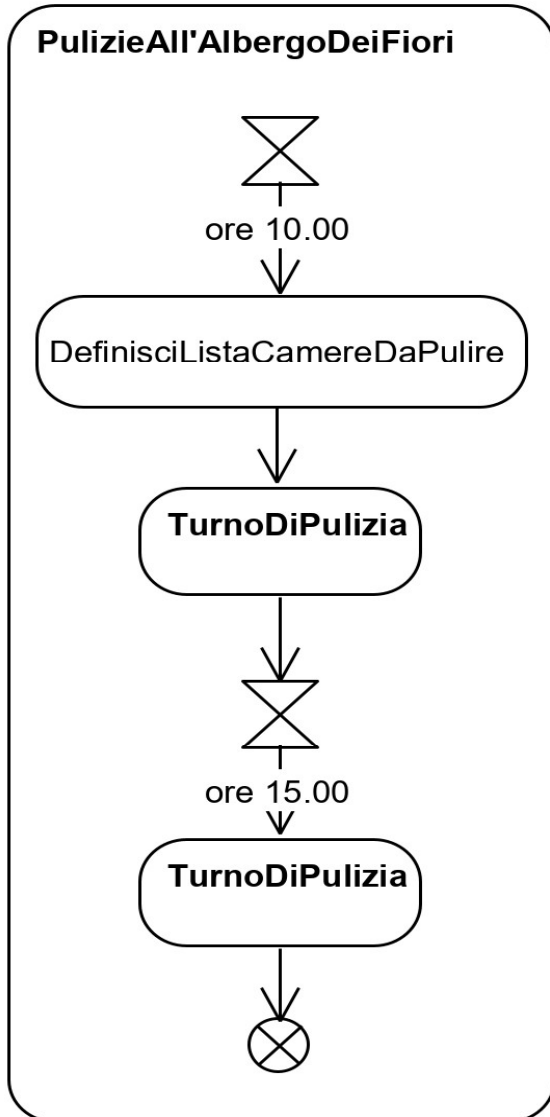 PulizieAll'AlbergoDeiFiori
ore 10.00
DefinisciListaCamereDaPulire
TurnoDiPulizia
ore 15.00
TurnoDiPulizia